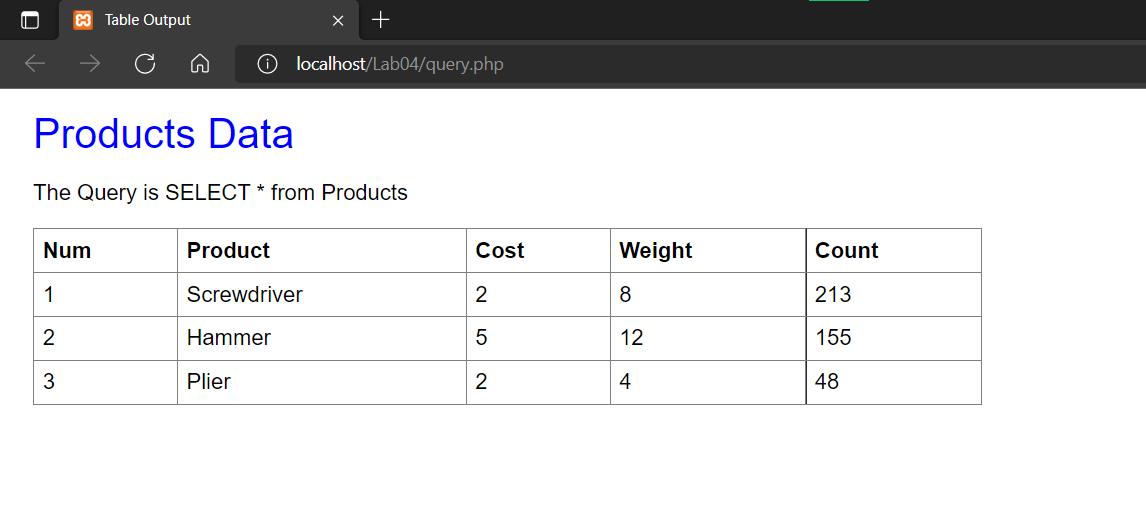 Table Output
localhost/Lab04/query.php
Products Data
The Query is SELECT * from Products
Num Product Cost Weight Count
1 Screwdriver 2 8 213
2 Hammer 5 12 155
3 Plier 2 4 48